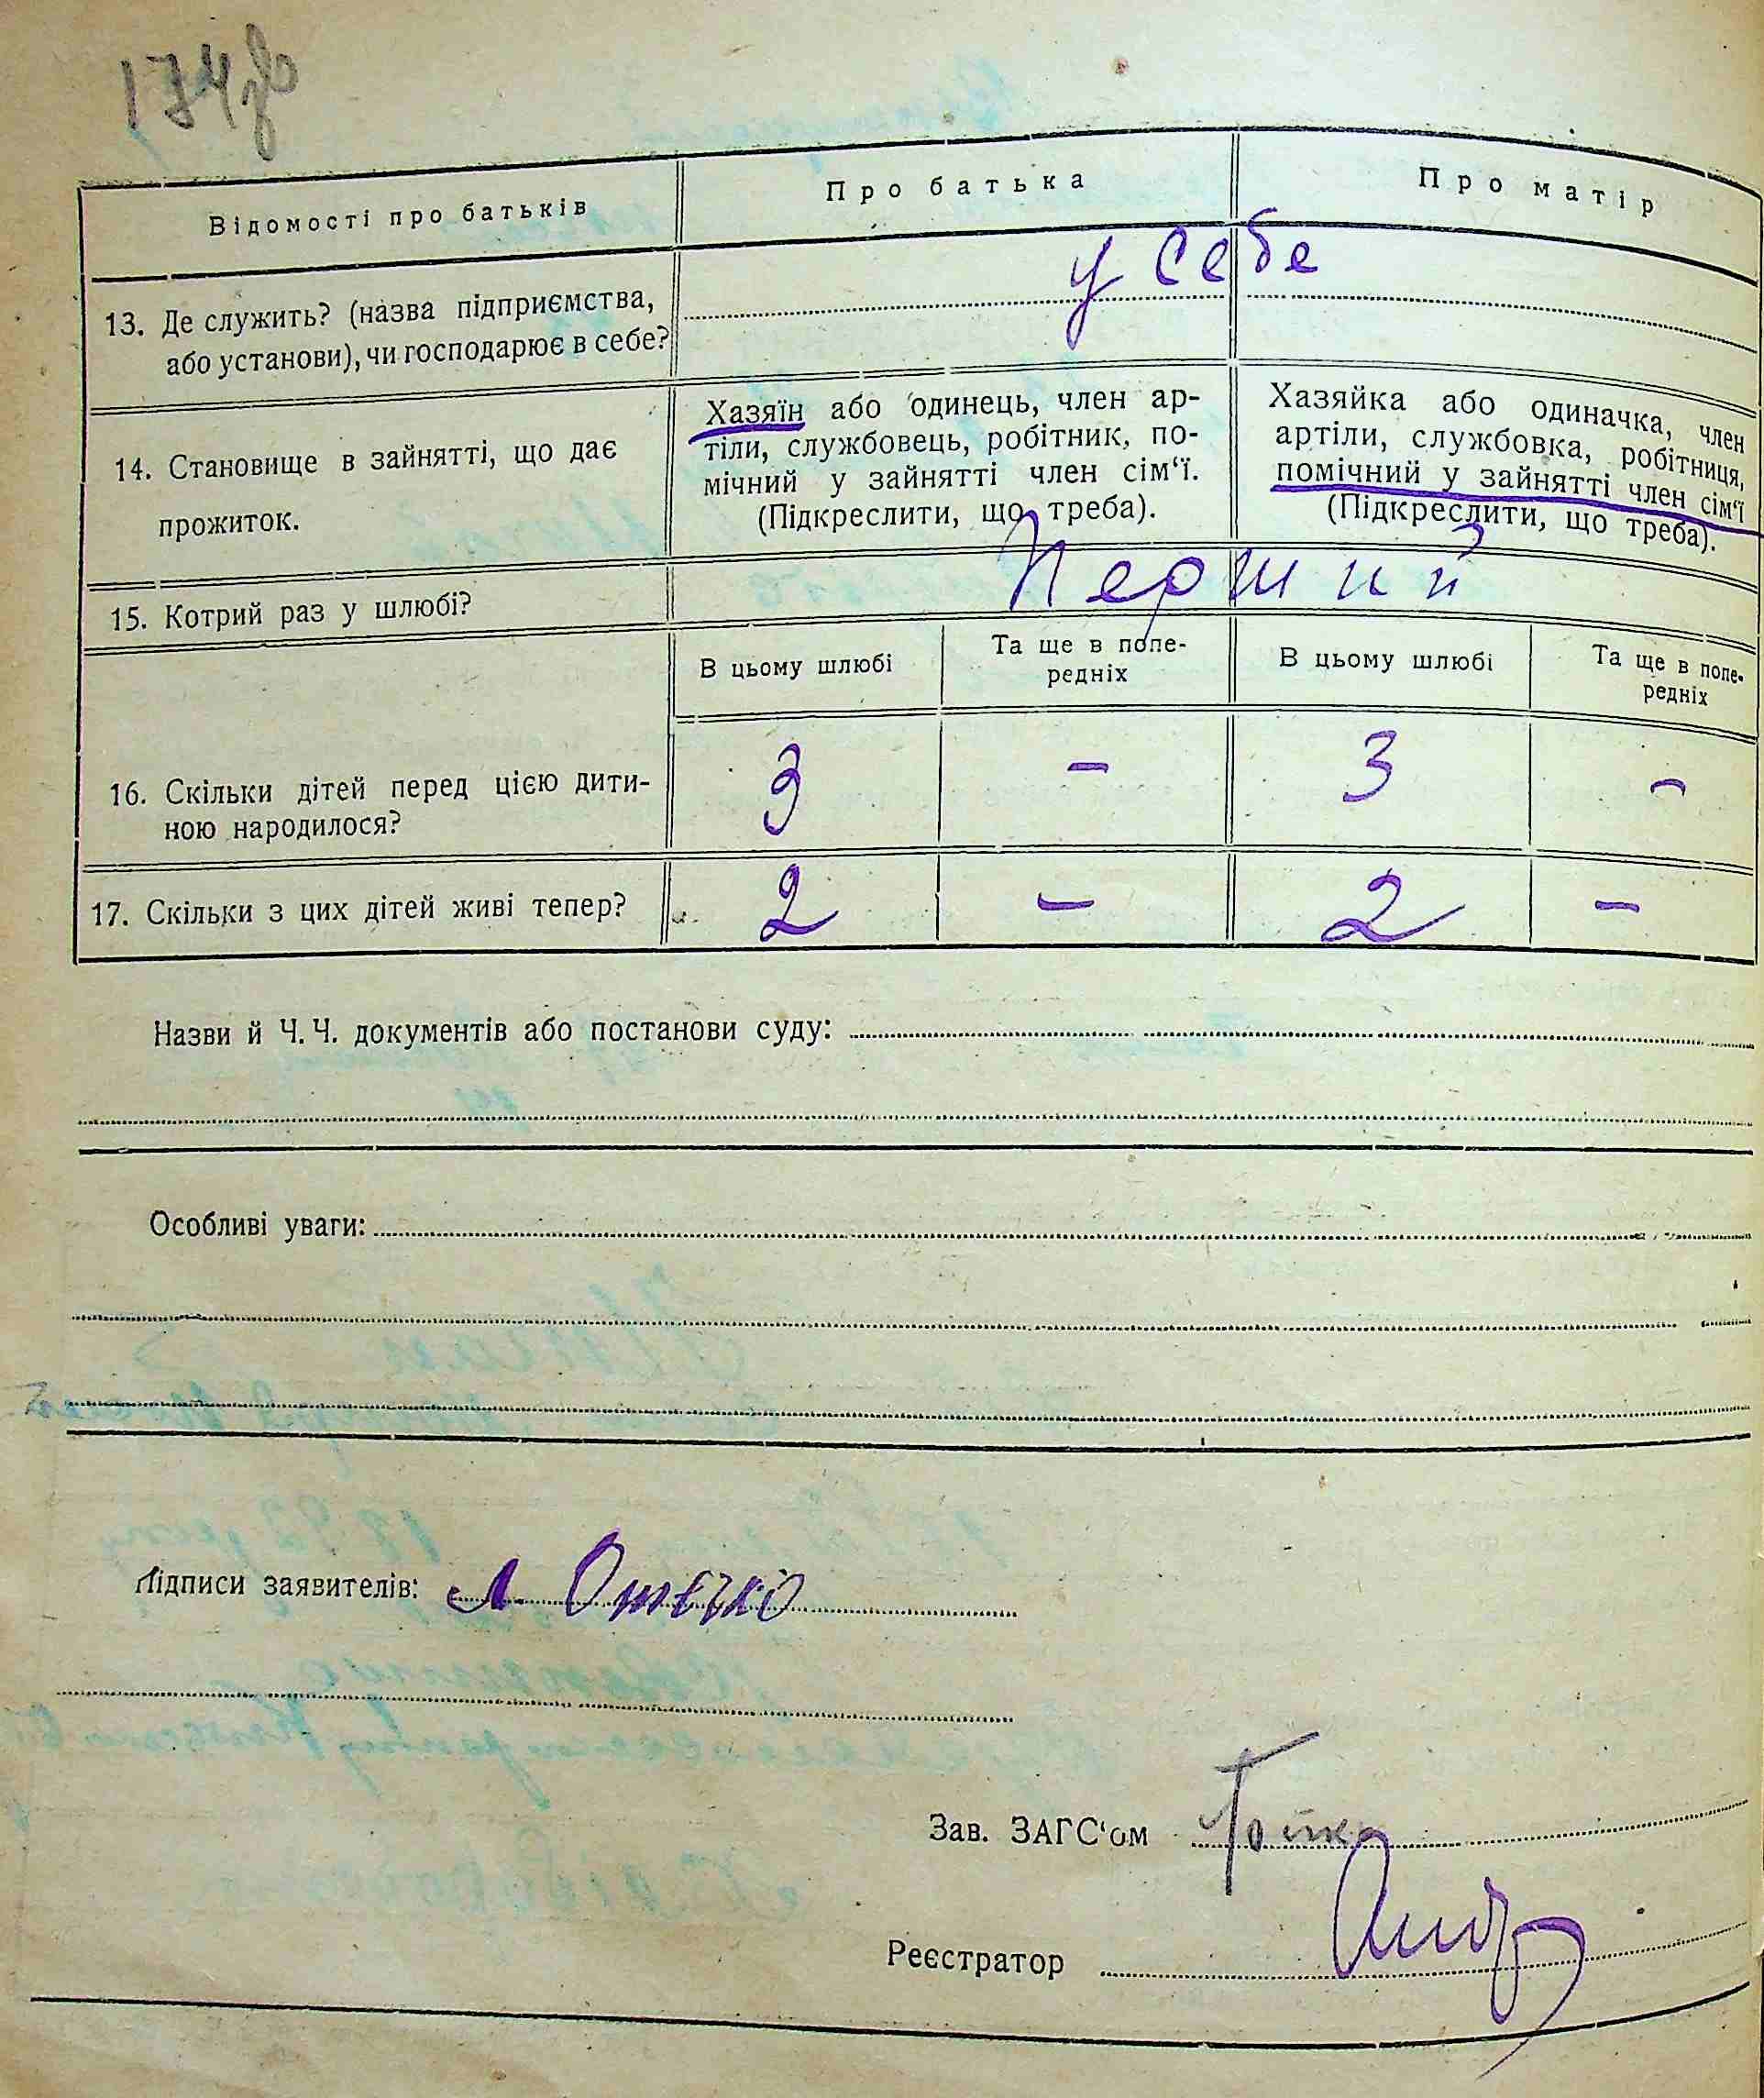 174зв
Відомості про батьків
Про батька
Про матір
13. Де служить? (назва підприємства,
або установи), чи господарює в себе?
у себе
14. Становище в зайнятті, що дає
прожиток.
Хазяїн або одинець, член ар-
тіли, службовець, робітник, по-
мічний у зайнятті член сім‘ї.
(Підкреслити, що треба).
Хазяйка або одиначка, член
артіли, службовка, робітниця,
помічний у зайнятті член сім‘ї
(Підкреслити, що треба).
15. Котрий раз у шлюбі?
Перший
В цьому шлюбі
Та ще в попе-
редніх
В цьому шлюбі
Та ще в попе-
редніх
16. Скільки дітей перед цією дити-
ною народилося?
3 – 3 –
17. Скільки з цих дітей живі тепер?
2 – 2 –
Назви й Ч. Ч. документів або постанови суду:
Особливі уваги:
Підписи заявителів:
Зав. ЗАГС‘ом
Реєстратор